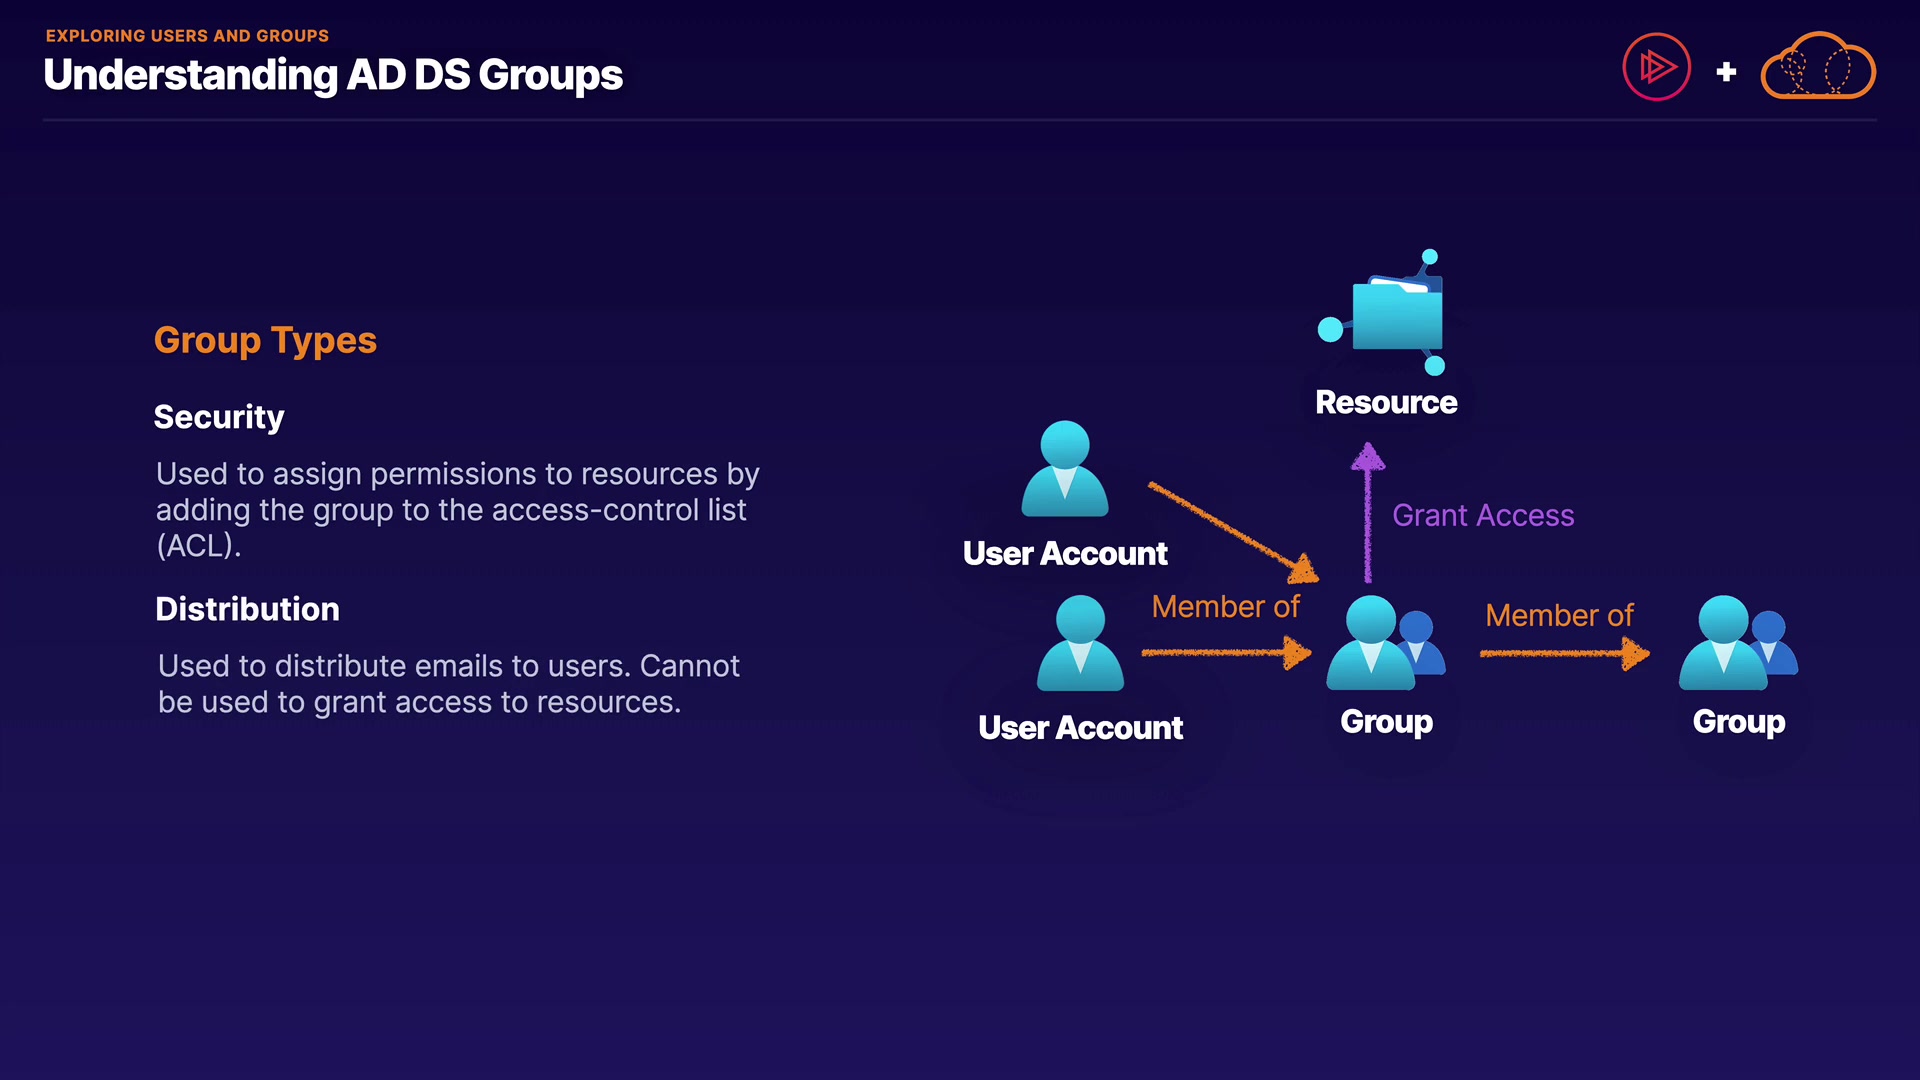 EXPLORING USERS AND GROUPS
Understanding AD DS Groups
Group Types
Security
Used to assign permissions to resources by
adding the group to the access-control list
(ACL).
Distribution
Used to distribute emails to users. Cannot
be used to grant access to resources.
Resource
Grant Access
User Account
Member of
User Account
Member of
Group
Group